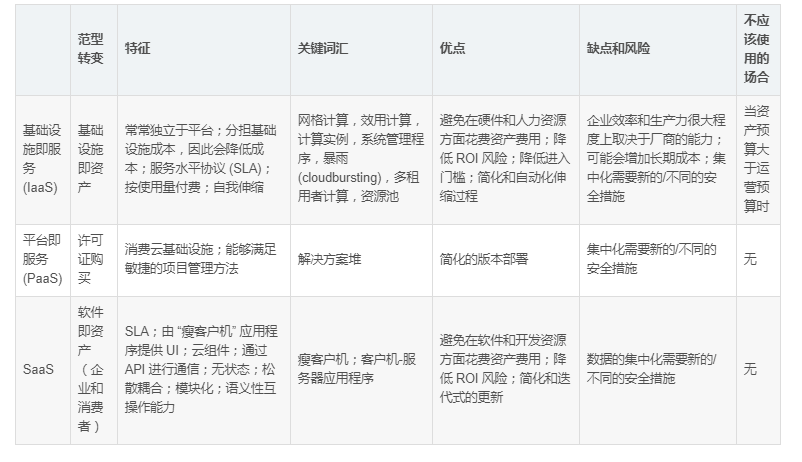 范型
转变
特征
关键词汇
优点
缺点和风险
不应
该使
用的
场合
基础设
施即服
务
(IaaS)
基础
设施
即资
产
常常独立于平台；分担基础
设施成本，因此会降低成
本；服务水平协议 (SLA)；
按使用量付费；自我伸缩
网格计算，效用计算，
计算实例，系统管理程
序，暴雨
(cloudbursting)，多租
用者计算，资源池
避免在硬件和人力资源
方面花费资产费用；降
低 ROI 风险；降低进入
门槛；简化和自动化伸
缩过程
企业效率和生产力很大程
度上取决于厂商的能力；
可能会增加长期成本；集
中化需要新的/不同的安
全措施
当资
产预
算大
于运
营预
算时
平台即
服务
(PaaS)
许可
证购
买
消费云基础设施；能够满足
敏捷的项目管理方法
解决方案堆
简化的版本部署
集中化需要新的/不同的
安全措施
无
SaaS
软件
即资
产
（企
业和
消费
者）
SLA；由 “瘦客户机” 应用程
序提供 UI；云组件；通过
API 进行通信；无状态；松
散耦合；模块化；语义性互
操作能力
瘦客户机；客户机-服
务器应用程序
避免在软件和开发资源
方面花费资产费用；降
低 ROI 风险；简化和迭
代式的更新
数据的集中化需要新的/
不同的安全措施
无